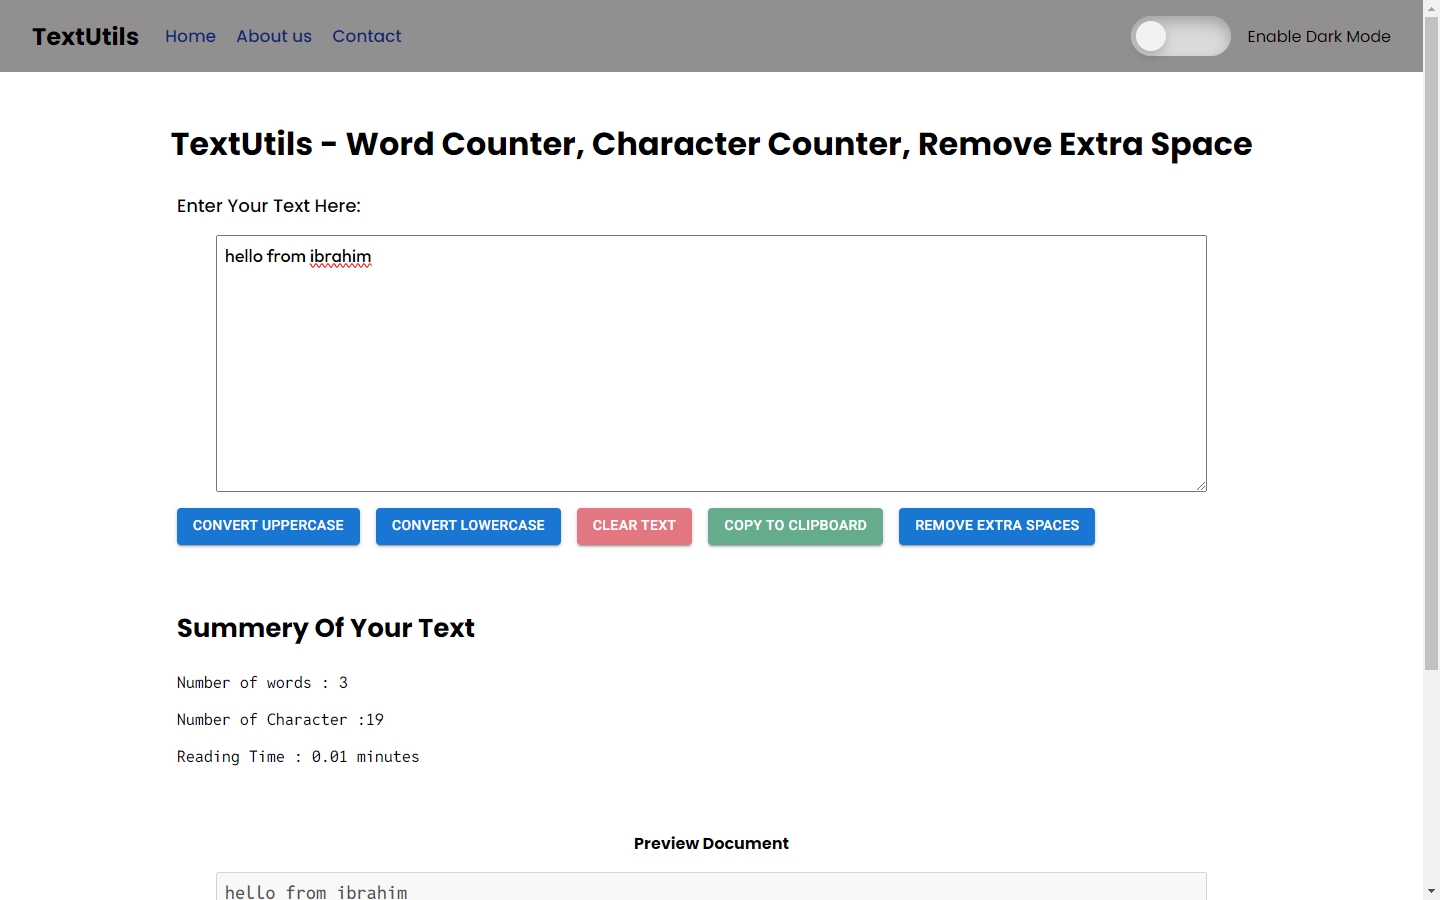 TextUtils Home About us Contact Enable Dark Mode
TextUtils - Word Counter, Character Counter, Remove Extra Space
Enter Your Text Here:
hello from ibrahim
CONVERT UPPERCASE CONVERT LOWERCASE CLEAR TEXT COPY TO CLIPBOARD REMOVE EXTRA SPACES
Summery Of Your Text
Number of words : 3
Number of Character :19
Reading Time : 0.01 minutes
Preview Document
hello from ibrahim